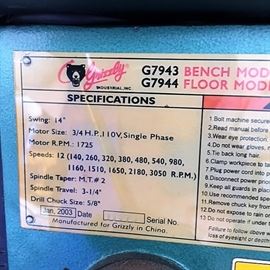 Grizzly
INDUSTRIAL, INC
G7943 BENCH MOD
G7944 FLOOR MODE
SPECIFICATIONS
Swing: 14"
Motor Size: 3/4 H.P., 110V, Single Phase
Motor R.P.M.: 1725
Speeds: 12 (140, 260, 320, 380, 480, 540, 980,
1160, 1510, 1650, 2180, 3050 R.P.M.)
Spindle Taper: M.T.# 2
Spindle Travel: 3-1/4"
Drill Chuck Size: 5/8"
Jan, 2003 Date Serial No.
Manufactured for Grizzly in China.
1. Bolt machine secure
2. Read manual before
3. Wear eye protection.
4. Do not wear gloves, n
5. Tie back long hair.
6. Clamp workpiece to t
7. Plug power cord into p
8. Disconnect power be
9. Keep all guards in plac
10. Use recommended spe
11. Remove chuck key from
12. Do not expose to rain or
13. Do not operate if under t
Failure to follow above w
loss of eyesight or death